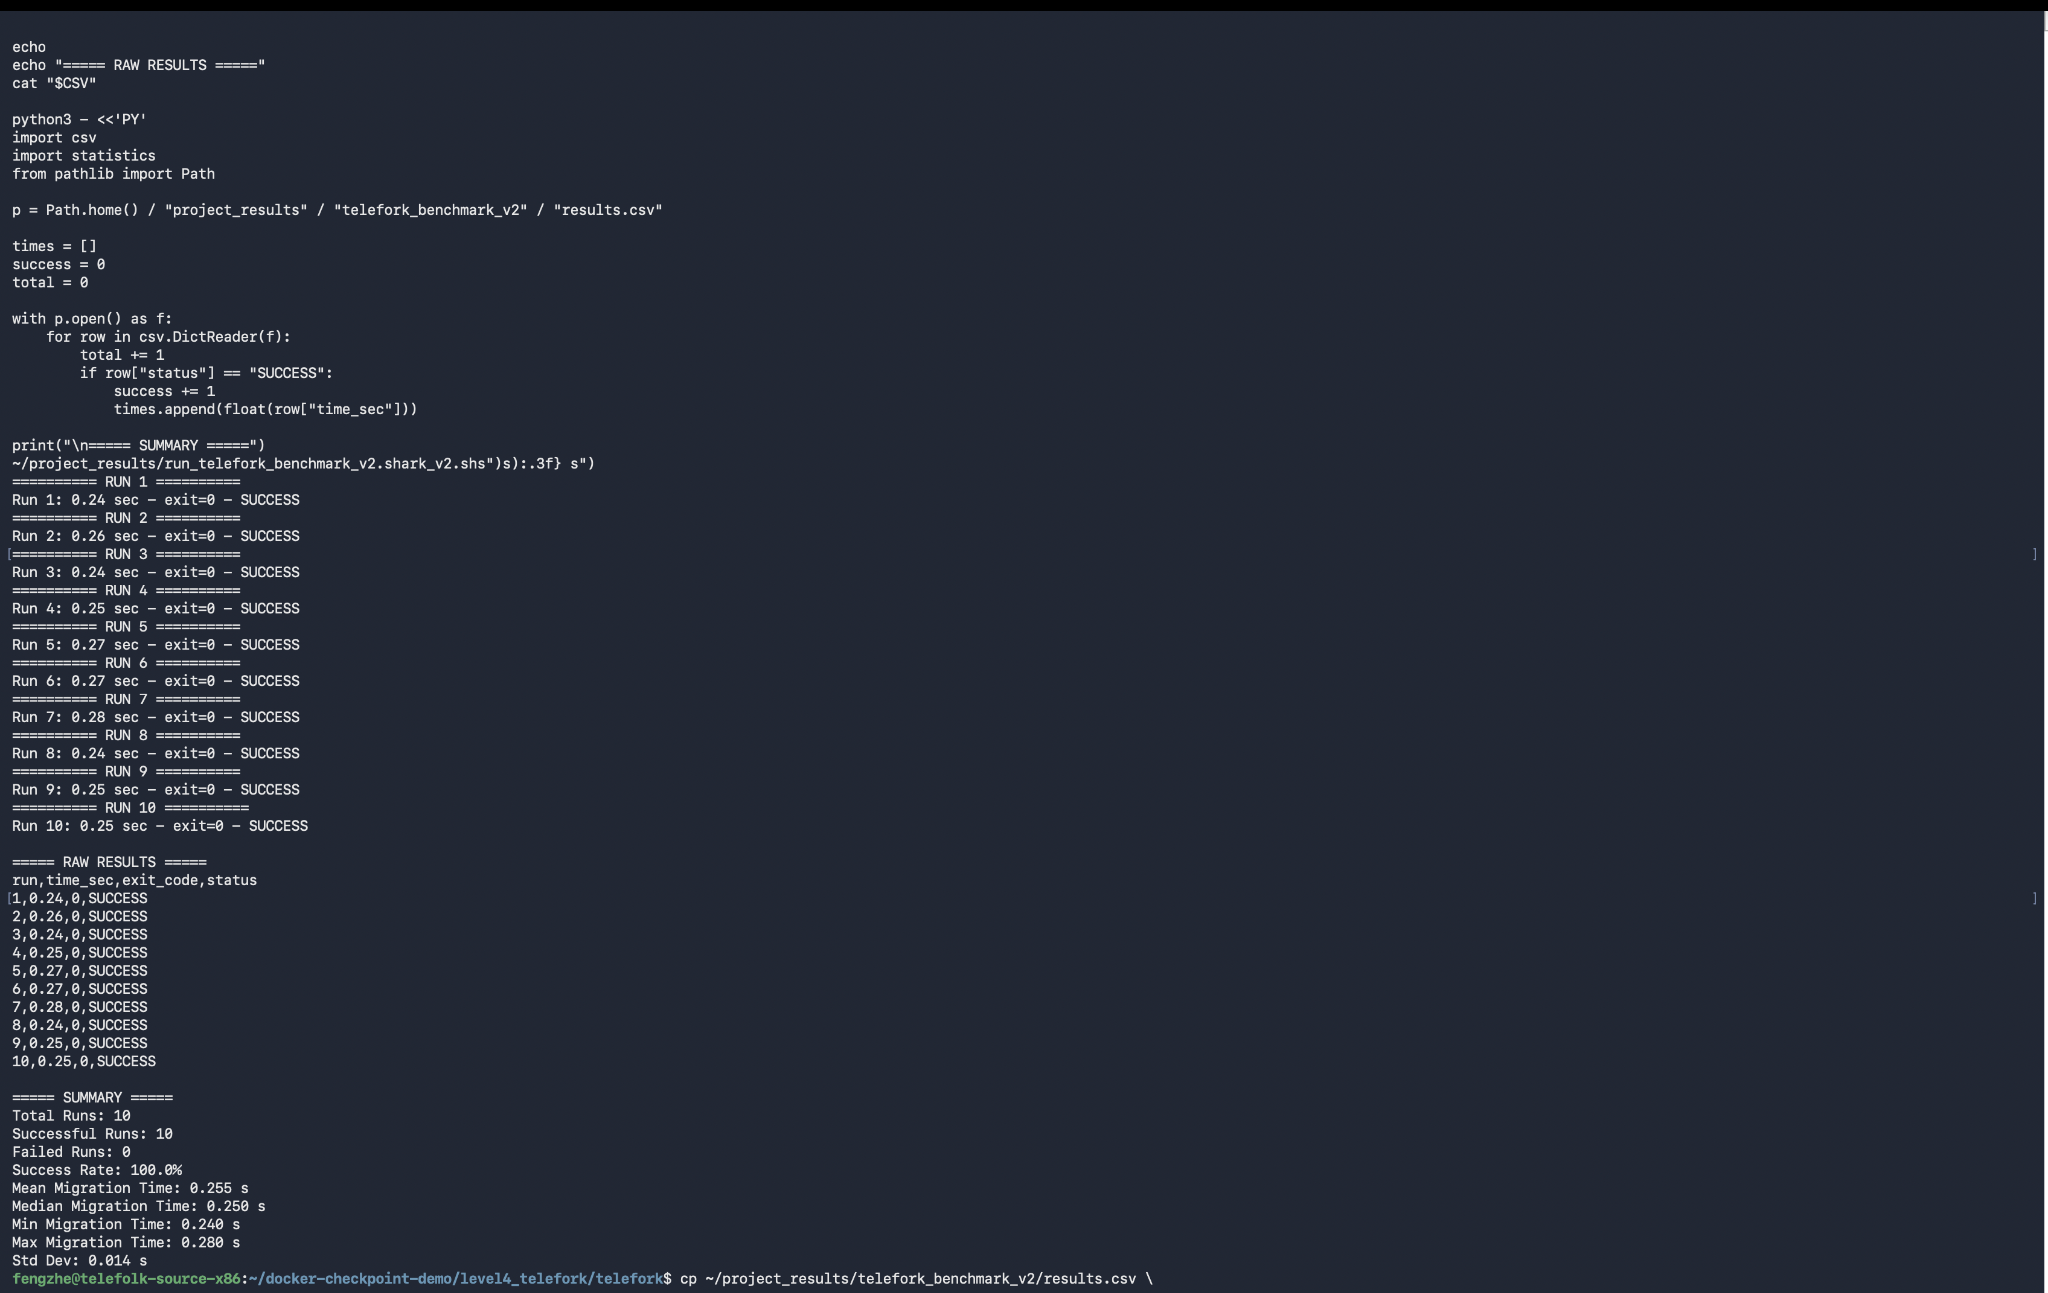 echo
echo "===== RAW RESULTS ====="
cat "$CSV"
python3 - <<'PY'
import csv
import statistics
from pathlib import Path
p = Path.home() / "project_results" / "telefork_benchmark_v2" / "results.csv"
times = []
success = 0
total = 0
with p.open() as f:
    for row in csv.DictReader(f):
        total += 1
        if row["status"] == "SUCCESS":
            success += 1
            times.append(float(row["time_sec"]))
print("\n===== SUMMARY =====")
~/project_results/run_telefork_benchmark_v2.shark_v2.shs")s):.3f} s")
========== RUN 1 ==========
Run 1: 0.24 sec - exit=0 - SUCCESS
========== RUN 2 ==========
Run 2: 0.26 sec - exit=0 - SUCCESS
[========== RUN 3 ========== ]
Run 3: 0.24 sec - exit=0 - SUCCESS
========== RUN 4 ==========
Run 4: 0.25 sec - exit=0 - SUCCESS
========== RUN 5 ==========
Run 5: 0.27 sec - exit=0 - SUCCESS
========== RUN 6 ==========
Run 6: 0.27 sec - exit=0 - SUCCESS
========== RUN 7 ==========
Run 7: 0.28 sec - exit=0 - SUCCESS
========== RUN 8 ==========
Run 8: 0.24 sec - exit=0 - SUCCESS
========== RUN 9 ==========
Run 9: 0.25 sec - exit=0 - SUCCESS
========== RUN 10 ==========
Run 10: 0.25 sec - exit=0 - SUCCESS
===== RAW RESULTS =====
run,time_sec,exit_code,status
[1,0.24,0,SUCCESS ]
2,0.26,0,SUCCESS
3,0.24,0,SUCCESS
4,0.25,0,SUCCESS
5,0.27,0,SUCCESS
6,0.27,0,SUCCESS
7,0.28,0,SUCCESS
8,0.24,0,SUCCESS
9,0.25,0,SUCCESS
10,0.25,0,SUCCESS
===== SUMMARY =====
Total Runs: 10
Successful Runs: 10
Failed Runs: 0
Success Rate: 100.0%
Mean Migration Time: 0.255 s
Median Migration Time: 0.250 s
Min Migration Time: 0.240 s
Max Migration Time: 0.280 s
Std Dev: 0.014 s
fengzhe@telefolk-source-x86:~/docker-checkpoint-demo/level4_telefork/telefork$ cp ~/project_results/telefork_benchmark_v2/results.csv \